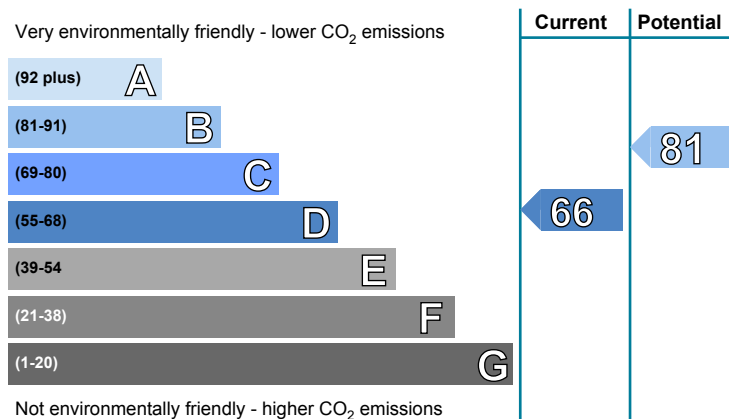 Current Potential
Very environmentally friendly - lower CO₂ emissions
(92 plus) A
(81-91) B
81
(69-80) C
(55-68) D
66
(39-54 E
(21-38) F
(1-20) G
Not environmentally friendly - higher CO₂ emissions